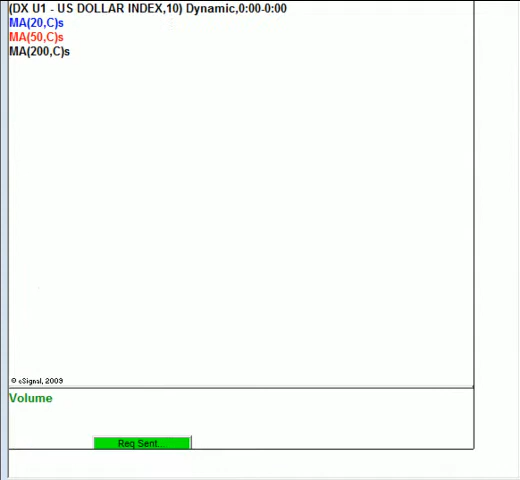 (DX U1 - US DOLLAR INDEX,10) Dynamic,0:00-0:00
MA(20,C)s
MA(50,C)s
MA(200,C)s
© eSignal, 2009
Volume
Req Sent...